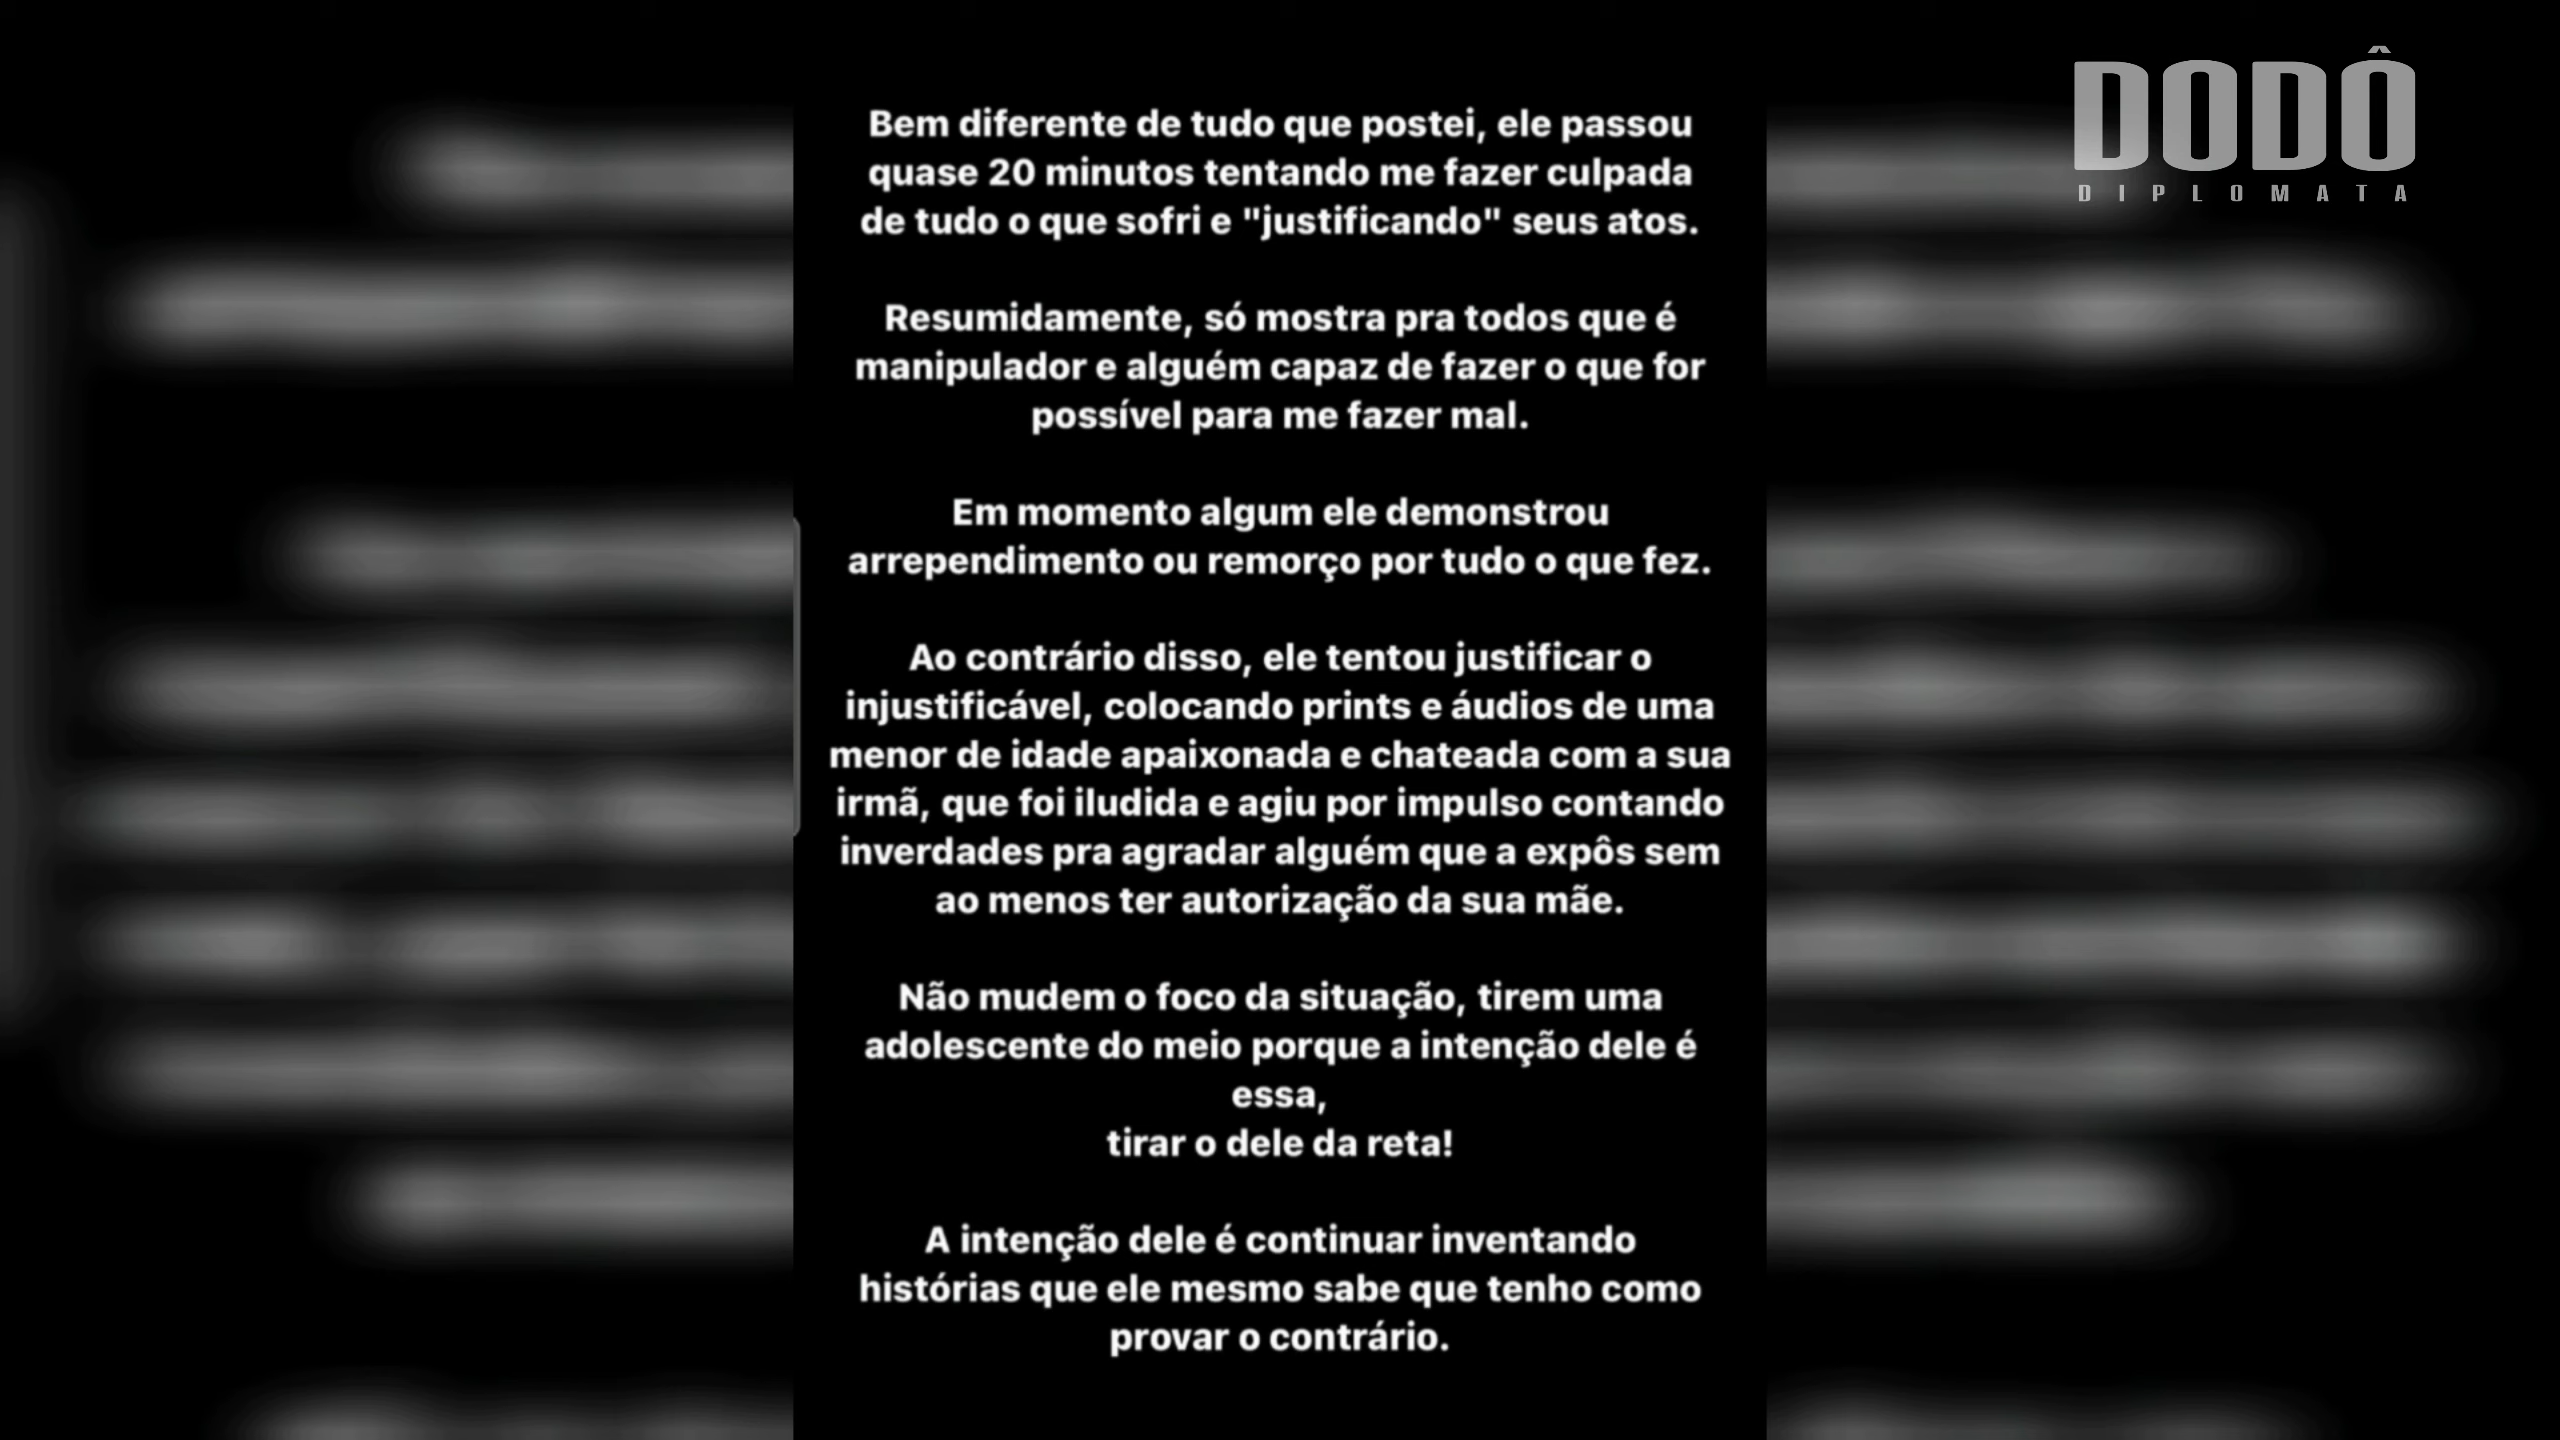 DODÔ
DIPLOMATA
Bem diferente de tudo que postei, ele passou
quase 20 minutos tentando me fazer culpada
de tudo o que sofri e "justificando" seus atos.
Resumidamente, só mostra pra todos que é
manipulador e alguém capaz de fazer o que for
possível para me fazer mal.
Em momento algum ele demonstrou
arrependimento ou remorço por tudo o que fez.
Ao contrário disso, ele tentou justificar o
injustificável, colocando prints e áudios de uma
menor de idade apaixonada e chateada com a sua
irmã, que foi iludida e agiu por impulso contando
inverdades pra agradar alguém que a expôs sem
ao menos ter autorização da sua mãe.
Não mudem o foco da situação, tirem uma
adolescente do meio porque a intenção dele é
essa,
tirar o dele da reta!
A intenção dele é continuar inventando
histórias que ele mesmo sabe que tenho como
provar o contrário.